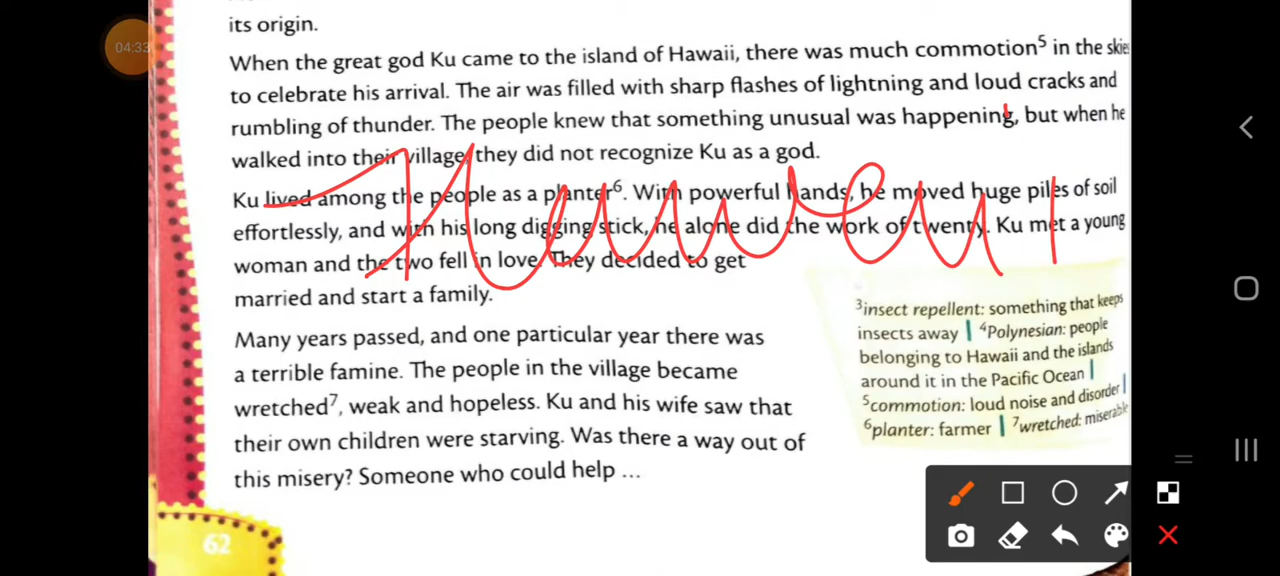 04:33
its origin.
When the great god Ku came to the island of Hawaii, there was much commotion⁵ in the skies
to celebrate his arrival. The air was filled with sharp flashes of lightning and loud cracks and
rumbling of thunder. The people knew that something unusual was happening, but when he
walked into their village, they did not recognize Ku as a god.
Ku lived among the people as a planter⁶. With powerful hands, he moved huge piles of soil
effortlessly, and with his long digging stick, he alone did the work of twenty. Ku met a young
woman and the two fell in love. They decided to get
married and start a family.
Many years passed, and one particular year there was
a terrible famine. The people in the village became
wretched⁷, weak and hopeless. Ku and his wife saw that
their own children were starving. Was there a way out of
this misery? Someone who could help ...
³insect repellent: something that keeps
insects away | ⁴Polynesian: people
belonging to Hawaii and the islands
around it in the Pacific Ocean |
⁵commotion: loud noise and disorder |
⁶planter: farmer | ⁷wretched: miserable
62